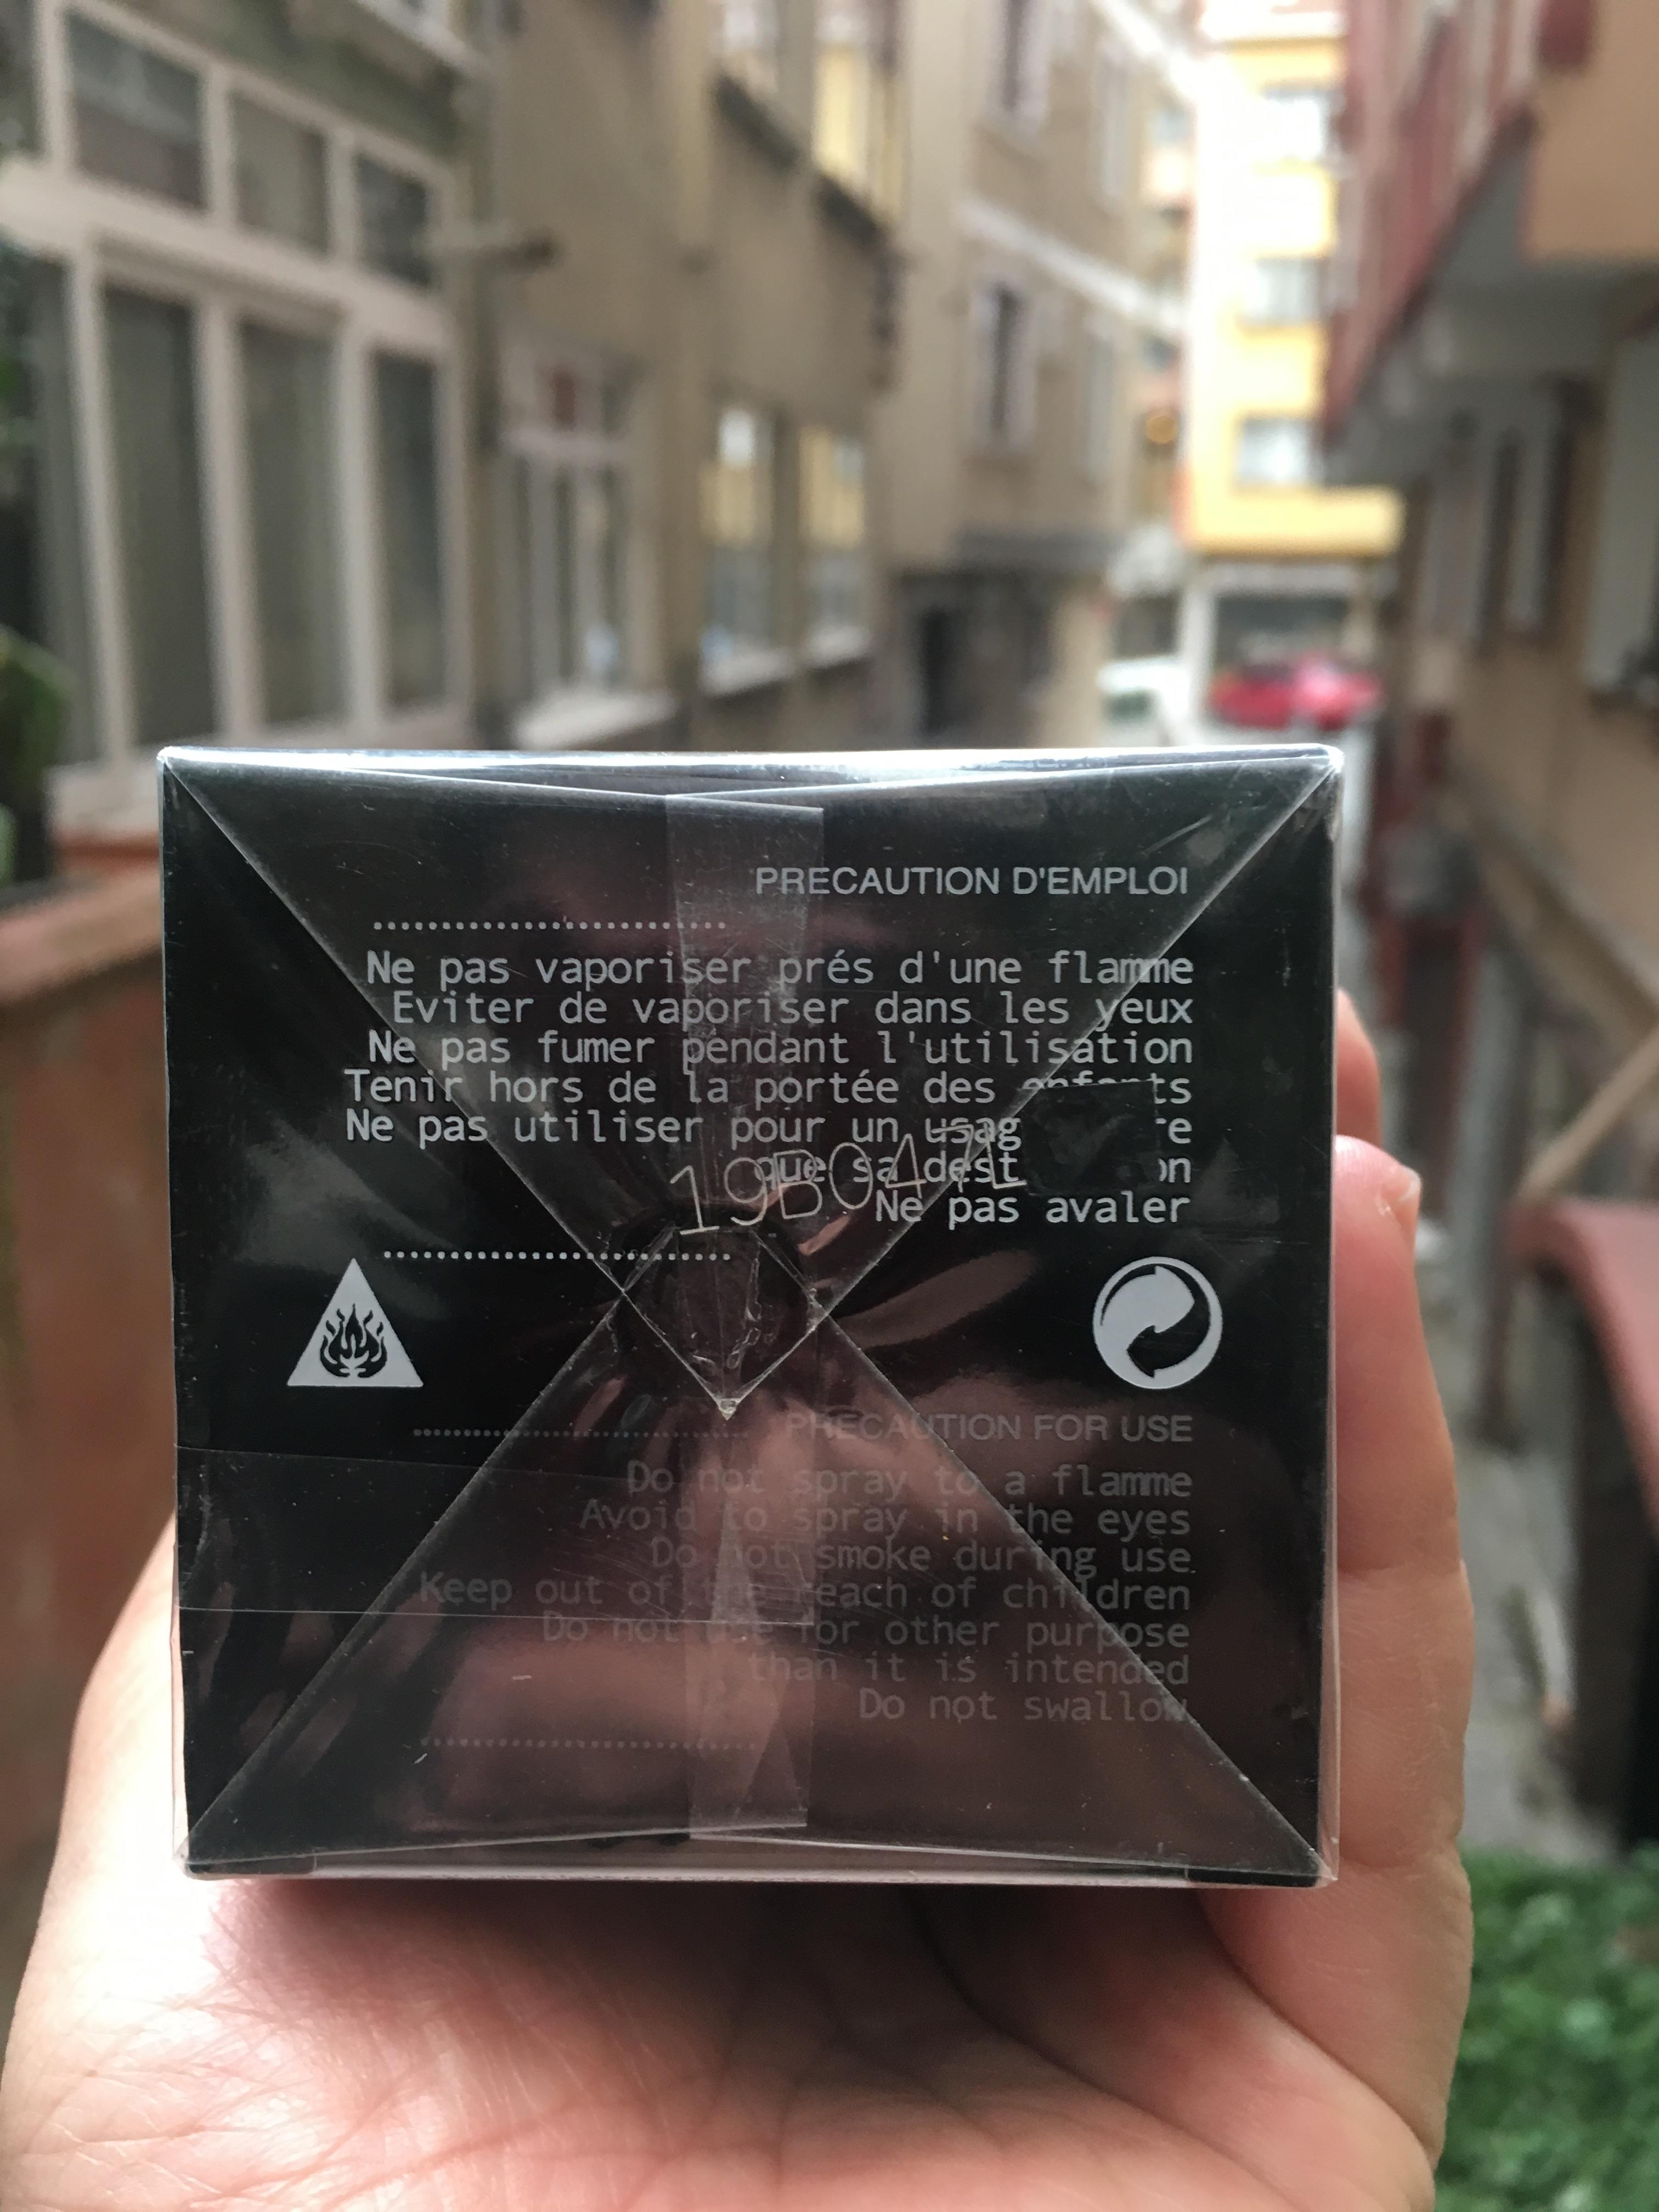 PRECAUTION D'EMPLOI
Ne pas vaporiser prés d'une flamme
Eviter de vaporiser dans les yeux
Ne pas fumer pendant l'utilisation
Tenir hors de la portée des enfants
Ne pas utiliser pour un
que sa
Ne pas avaler
PRECAUTION FOR USE
Do not spray to a flamme
Avoid to spray in the eyes
Do not smoke during use
Keep out of the reach of children
Do not use for other purpose
than it is intended
Do not swallow